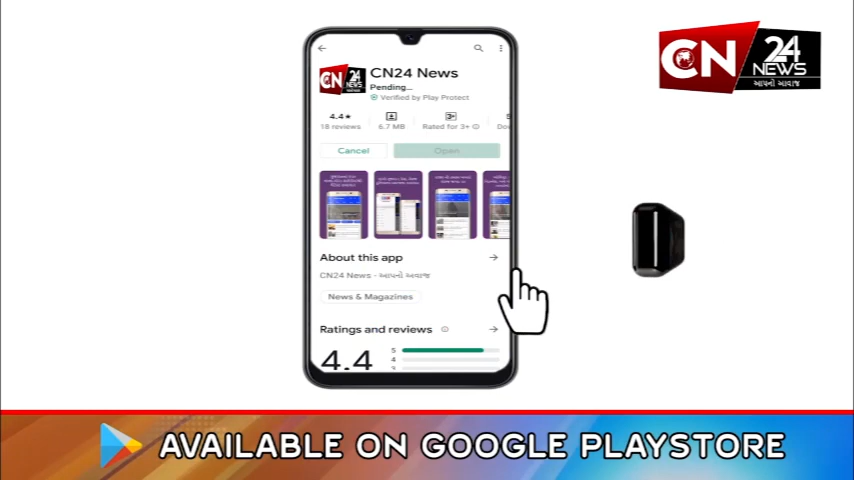 CN 24 NEWS
આપનો અવાજ
CN24 News
Pending...
Verified by Play Protect
4.4★
18 reviews
6.7 MB
3+
Rated for 3+
Cancel
Open
About this app
CN24 News - આપનો અવાજ
News & Magazines
Ratings and reviews
4.4
5
4
3
AVAILABLE ON GOOGLE PLAYSTORE